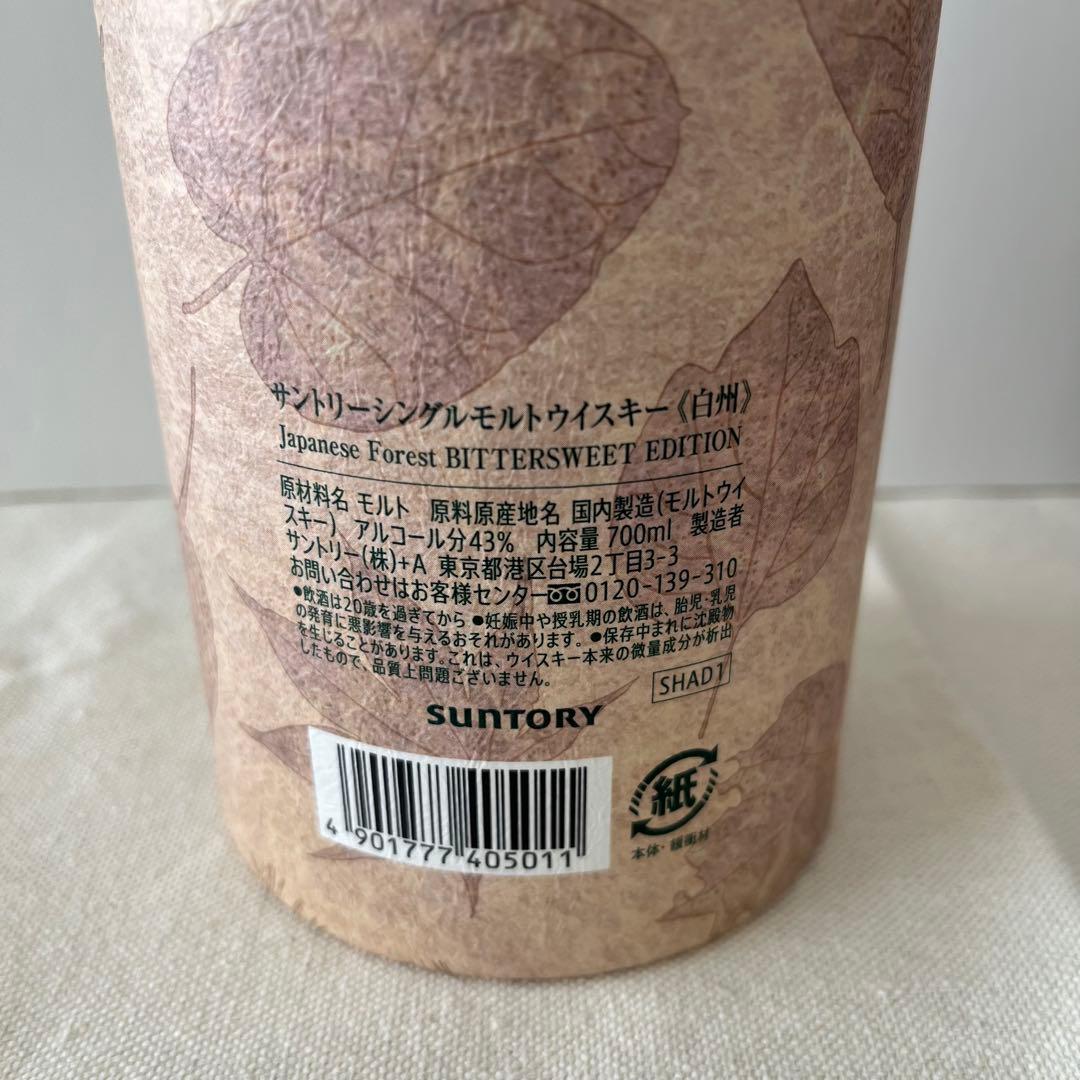 サントリーシングルモルトウイスキー《白州》
Japanese Forest BITTERSWEET EDITION
原材料名 モルト 原料原産地名 国内製造(モルトウイ
スキー) アルコール分43% 内容量 700ml 製造者
サントリー(株)+A 東京都港区台場2丁目3-3
お問い合わせはお客様センター 0120-139-310
●飲酒は20歳を過ぎてから ●妊娠中や授乳期の飲酒は、胎児・乳児
の発育に悪影響を与えるおそれがあります。●保存中まれに沈殿物
を生じることがあります。これは、ウイスキー本来の微量成分が析出
したもので、品質上問題ございません。
SHAD1
SUNTORY
4 901777 405011
紙
本体・緩衝材